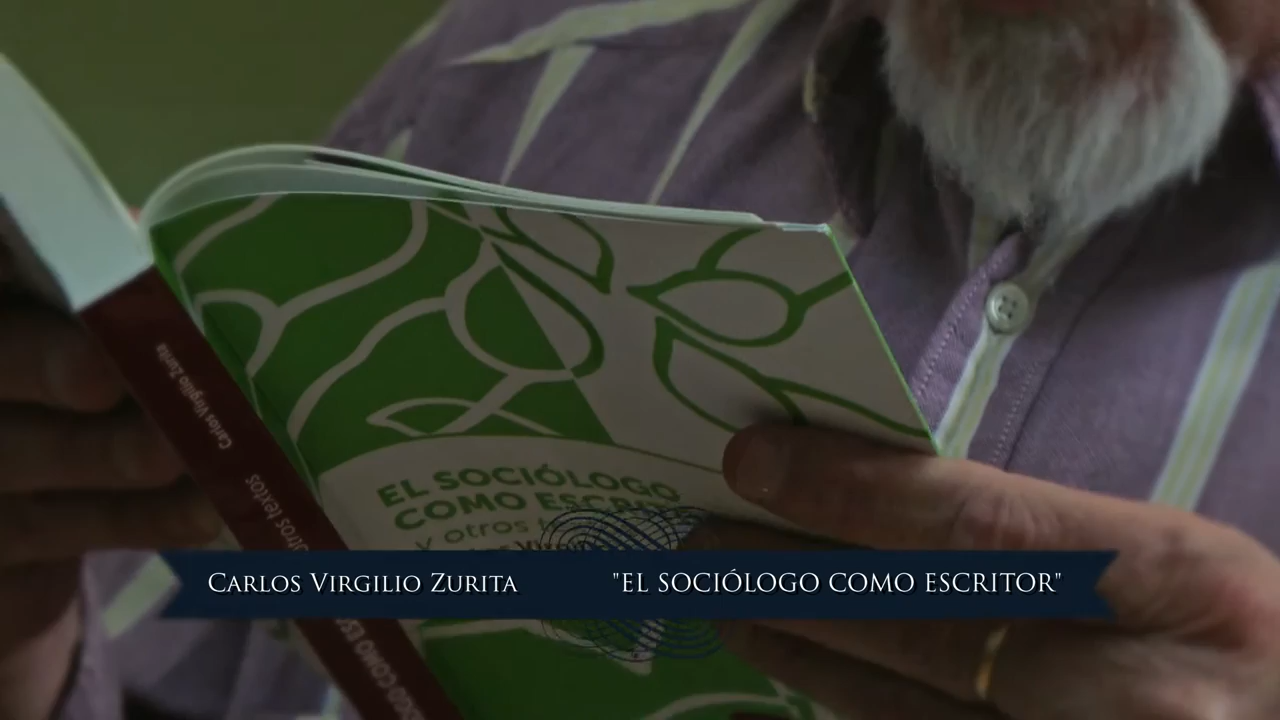 EL SOCIÓLOGO
COMO ESCRI
y otros t
Carlos Virgilio Zurita
Otros textos
CARLOS VIRGILIO ZURITA
"EL SOCIÓLOGO COMO ESCRITOR"